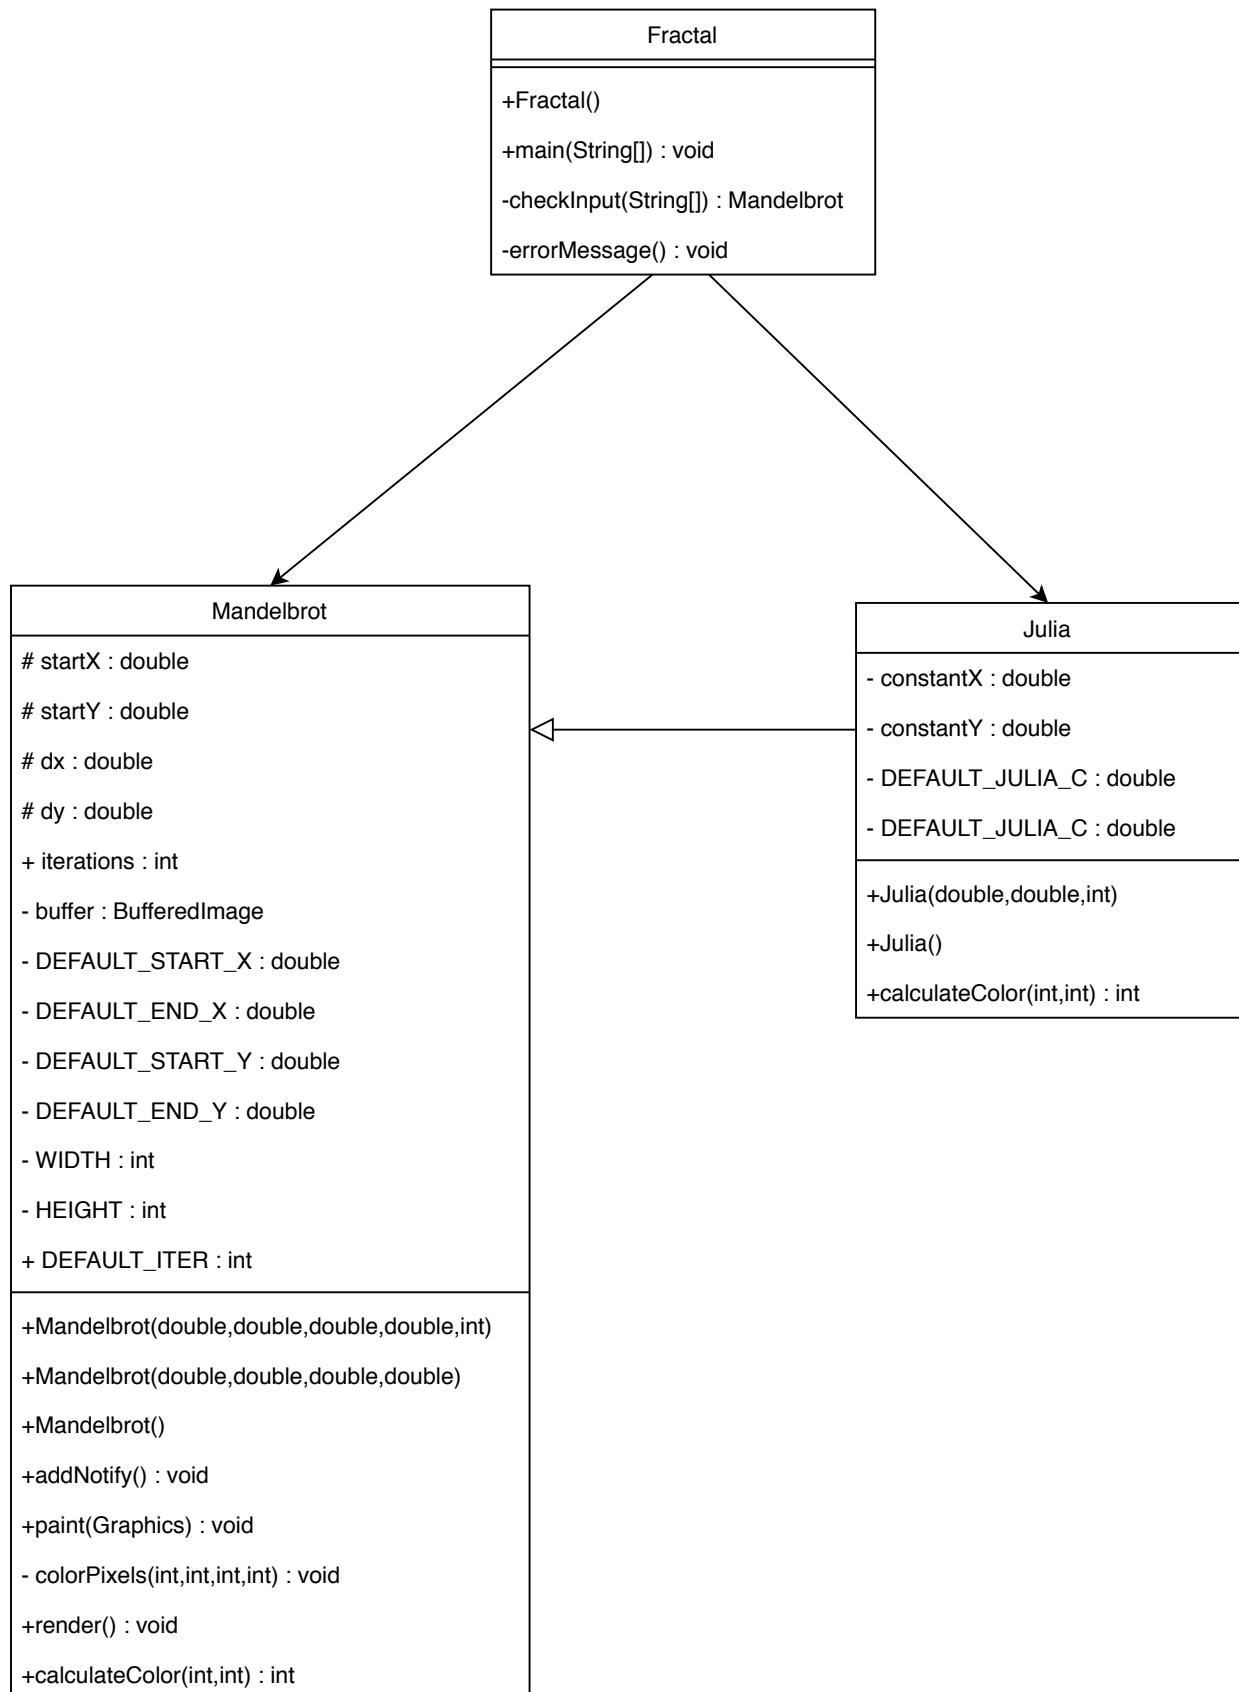 Fractal
+Fractal()
+main(String[]) : void
-checkInput(String[]) : Mandelbrot
-errorMessage() : void
Mandelbrot
# startX : double
# startY : double
# dx : double
# dy : double
+ iterations : int
- buffer : BufferedImage
- DEFAULT_START_X : double
- DEFAULT_END_X : double
- DEFAULT_START_Y : double
- DEFAULT_END_Y : double
- WIDTH : int
- HEIGHT : int
+ DEFAULT_ITER : int
+Mandelbrot(double,double,double,double,int)
+Mandelbrot(double,double,double,double)
+Mandelbrot()
+addNotify() : void
+paint(Graphics) : void
- colorPixels(int,int,int,int) : void
+render() : void
+calculateColor(int,int) : int
Julia
- constantX : double
- constantY : double
- DEFAULT_JULIA_C : double
- DEFAULT_JULIA_C : double
+Julia(double,double,int)
+Julia()
+calculateColor(int,int) : int